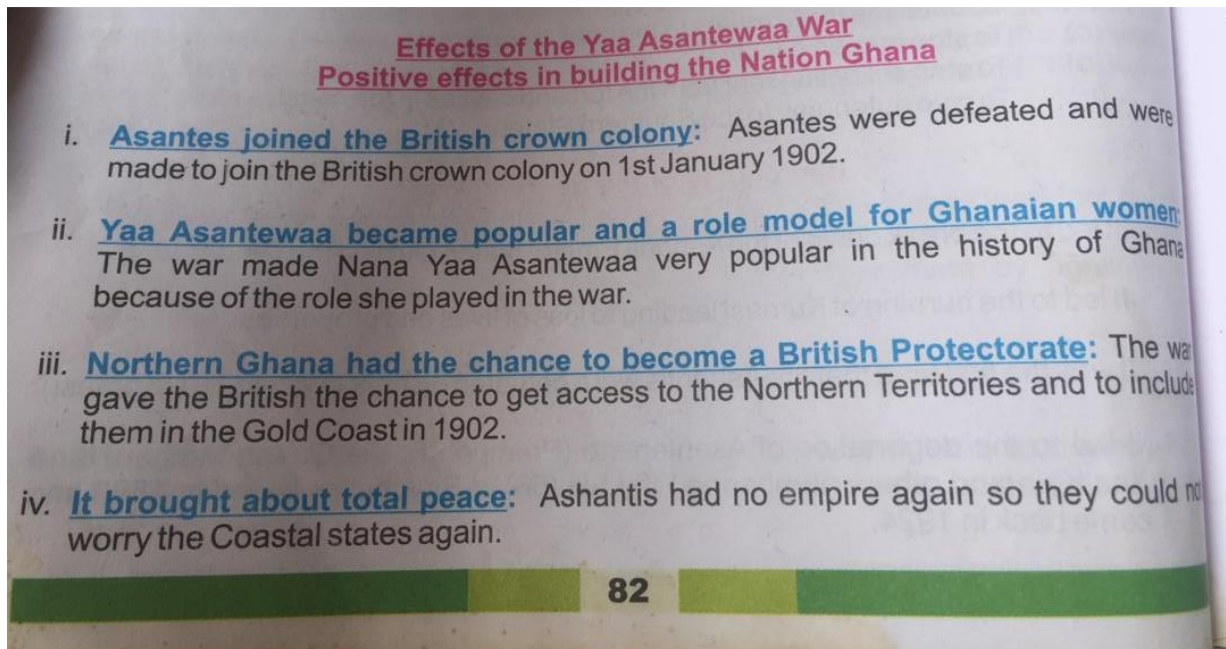 Effects of the Yaa Asantewaa War
Positive effects in building the Nation Ghana
i. Asantes joined the British crown colony: Asantes were defeated and were
made to join the British crown colony on 1st January 1902.
ii. Yaa Asantewaa became popular and a role model for Ghanaian women:
The war made Nana Yaa Asantewaa very popular in the history of Ghana
because of the role she played in the war.
iii. Northern Ghana had the chance to become a British Protectorate: The war
gave the British the chance to get access to the Northern Territories and to include
them in the Gold Coast in 1902.
iv. It brought about total peace: Ashantis had no empire again so they could not
worry the Coastal states again.
82